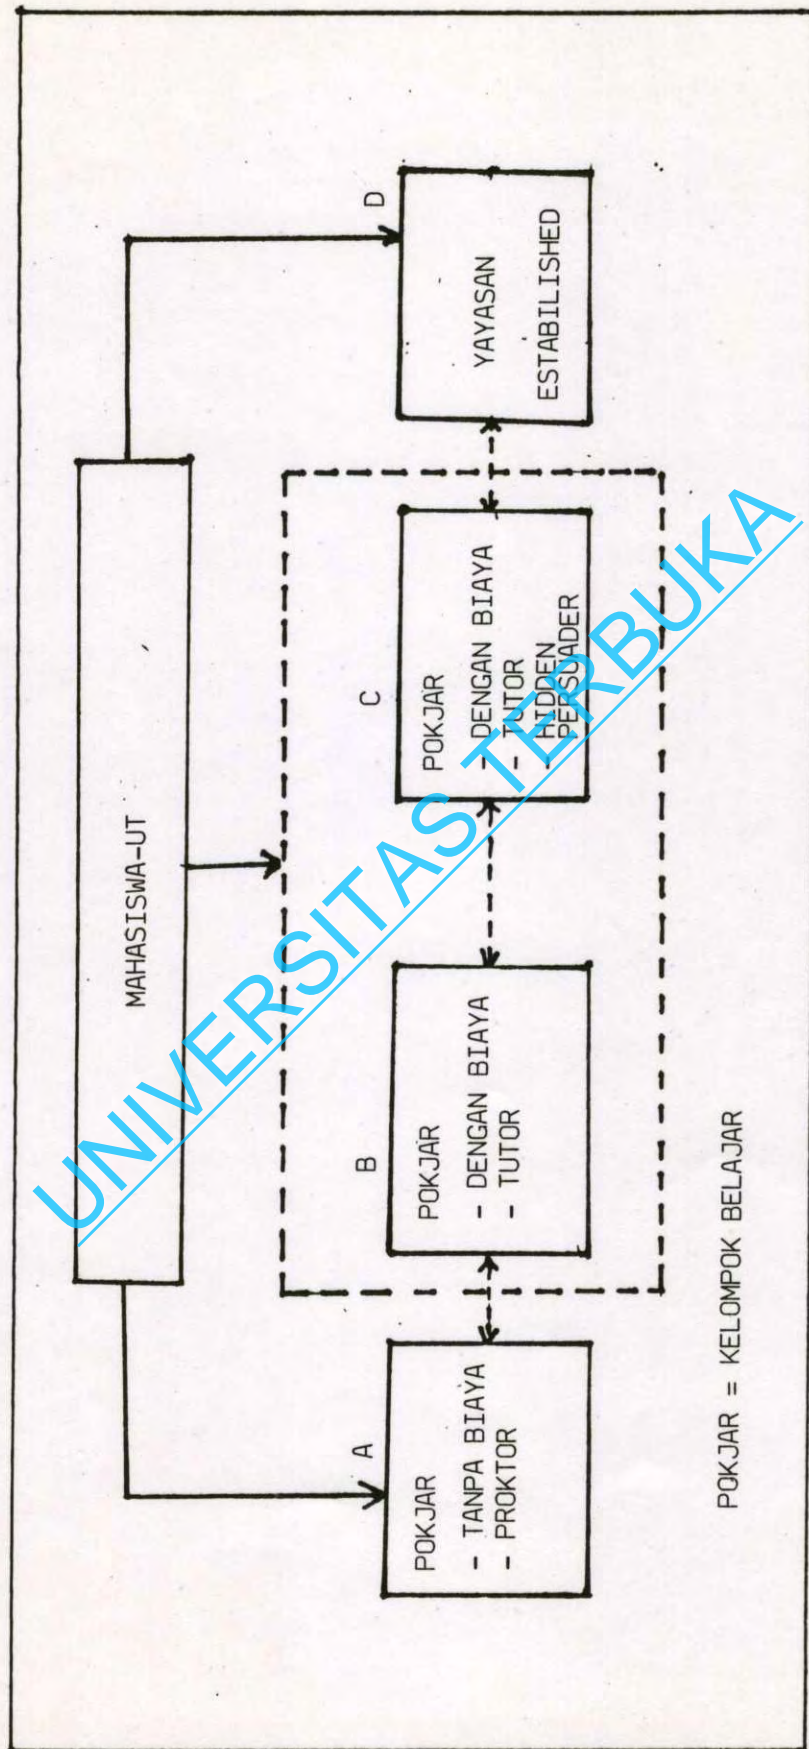 MAHASISWA-UT
A
POKJAR
- TANPA BIAYA
- PROKTOR
B
POKJAR
- DENGAN BIAYA
- TUTOR
C
POKJAR
- DENGAN BIAYA
- TUTOR
- HIDDEN
PERSUADER
D
YAYASAN
ESTABILISHED
POKJAR = KELOMPOK BELAJAR
UNIVERSITAS TERBUKA